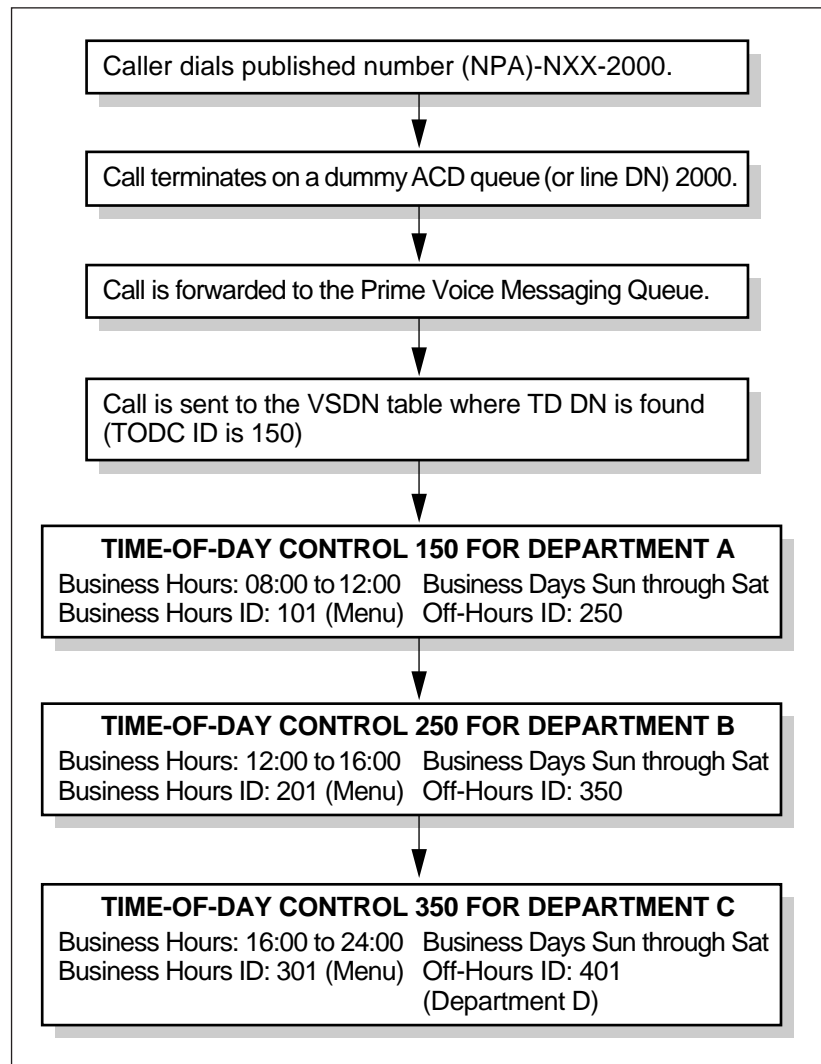 Caller dials published number (NPA)-NXX-2000.
Call terminates on a dummy ACD queue (or line DN) 2000.
Call is forwarded to the Prime Voice Messaging Queue.
Call is sent to the VSDN table where TD DN is found
(TODC ID is 150)
TIME-OF-DAY CONTROL 150 FOR DEPARTMENT A
Business Hours: 08:00 to 12:00 Business Days Sun through Sat
Business Hours ID: 101 (Menu) Off-Hours ID: 250
TIME-OF-DAY CONTROL 250 FOR DEPARTMENT B
Business Hours: 12:00 to 16:00 Business Days Sun through Sat
Business Hours ID: 201 (Menu) Off-Hours ID: 350
TIME-OF-DAY CONTROL 350 FOR DEPARTMENT C
Business Hours: 16:00 to 24:00 Business Days Sun through Sat
Business Hours ID: 301 (Menu) Off-Hours ID: 401
(Department D)